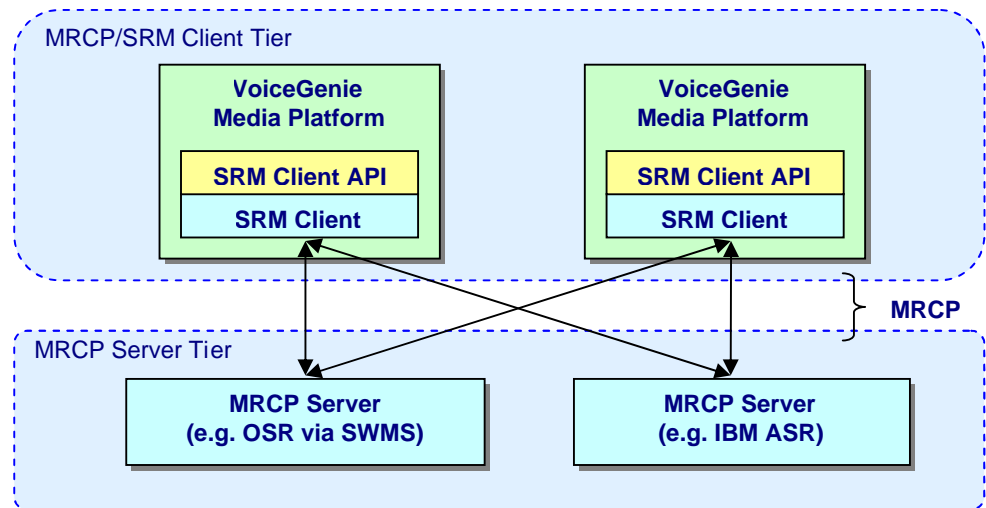 MRCP/SRM Client Tier
VoiceGenie
Media Platform
SRM Client API
SRM Client
VoiceGenie
Media Platform
SRM Client API
SRM Client
MRCP
MRCP Server Tier
MRCP Server
(e.g. OSR via SWMS)
MRCP Server
(e.g. IBM ASR)